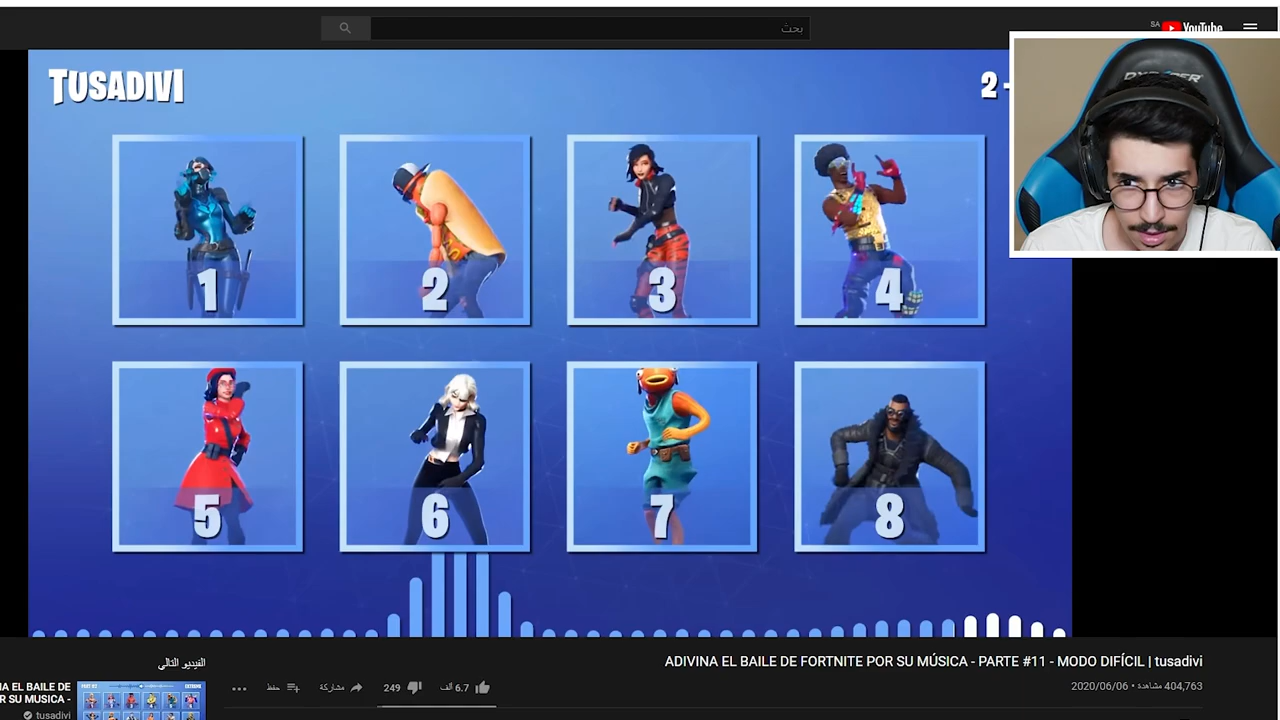 بحث
SA
YouTube
TUSADIVI
2 -
DXRACER
1
2
3
4
5
6
7
8
ADIVINA EL BAILE DE FORTNITE POR SU MÚSICA - PARTE #11 - MODO DIFÍCIL | tusadivi
404,763 مشاهدة • 2020/06/06
6.7 ألف
249
مشاركة
حفظ
الفيديو التالي
A EL BAILE DE
R SU MUSICA -
tusadivi